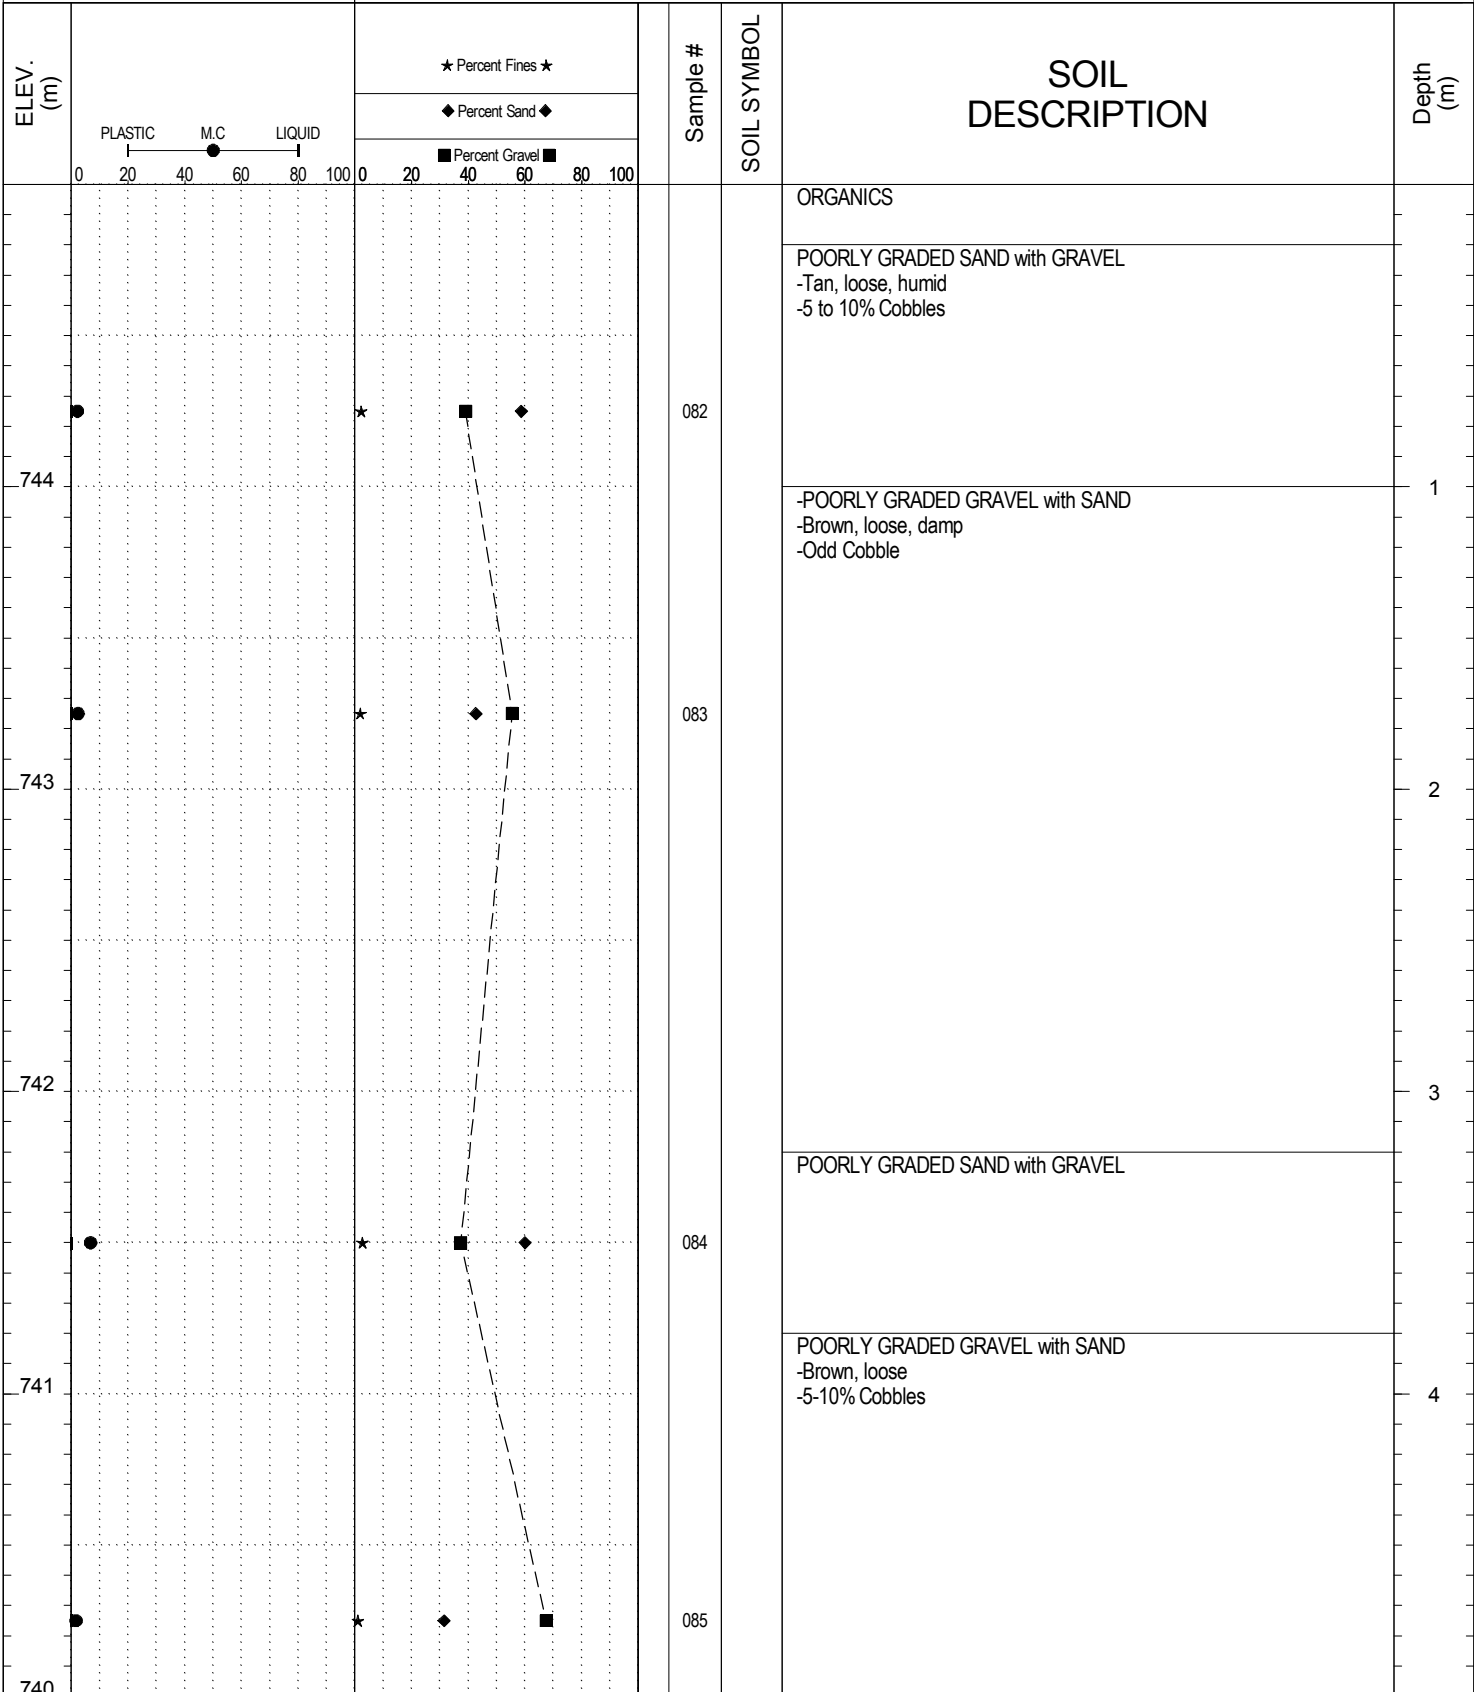 ELEV.
(m)
PLASTIC M.C LIQUID
0 20 40 60 80 100
★ Percent Fines ★
◆ Percent Sand ◆
■ Percent Gravel ■
0 20 40 60 80 100
Sample #
SOIL SYMBOL
SOIL
DESCRIPTION
Depth
(m)
ORGANICS
POORLY GRADED SAND with GRAVEL
-Tan, loose, humid
-5 to 10% Cobbles
082
744
1
-POORLY GRADED GRAVEL with SAND
-Brown, loose, damp
-Odd Cobble
083
743
2
742
3
POORLY GRADED SAND with GRAVEL
084
POORLY GRADED GRAVEL with SAND
-Brown, loose
-5-10% Cobbles
741
4
085
740